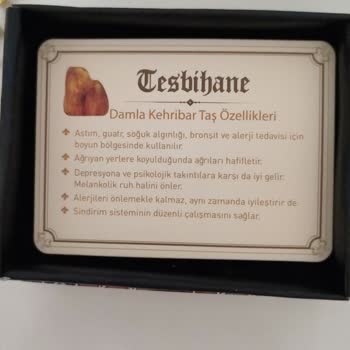 Tesbihane
Damla Kehribar Taş Özellikleri
Astım, guatr, soğuk algınlığı, bronşit ve alerji tedavisi için
boyun bölgesinde kullanılır.
Ağrıyan yerlere koyulduğunda ağrıları hafifletir.
Depresyona ve psikolojik takıntılara karşı da iyi gelir.
Melankolik ruh halini önler.
Alerjileri önlemekle kalmaz, aynı zamanda iyileştirir de.
Sindirim sisteminin düzenli çalışmasını sağlar.